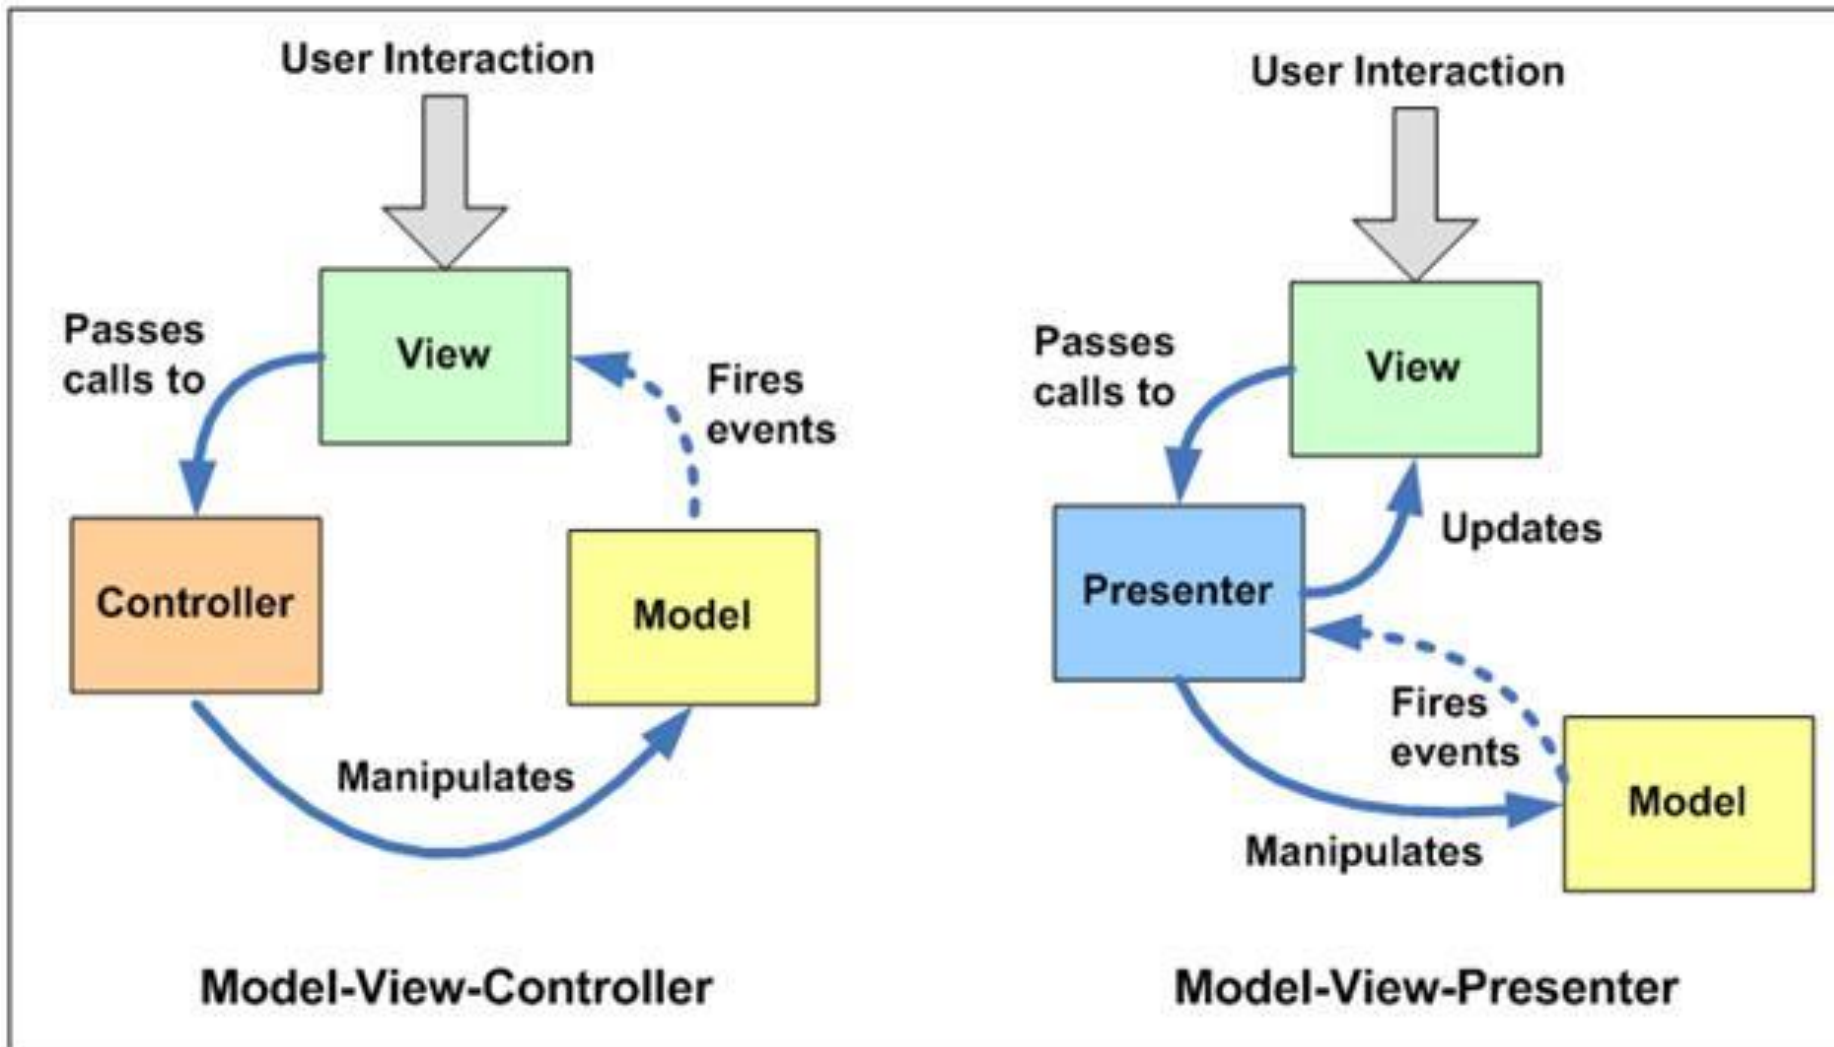 User Interaction
Passes
calls to
View
Fires
events
Controller
Model
Manipulates
Model-View-Controller
User Interaction
Passes
calls to
View
Updates
Presenter
Fires
events
Model
Manipulates
Model-View-Presenter